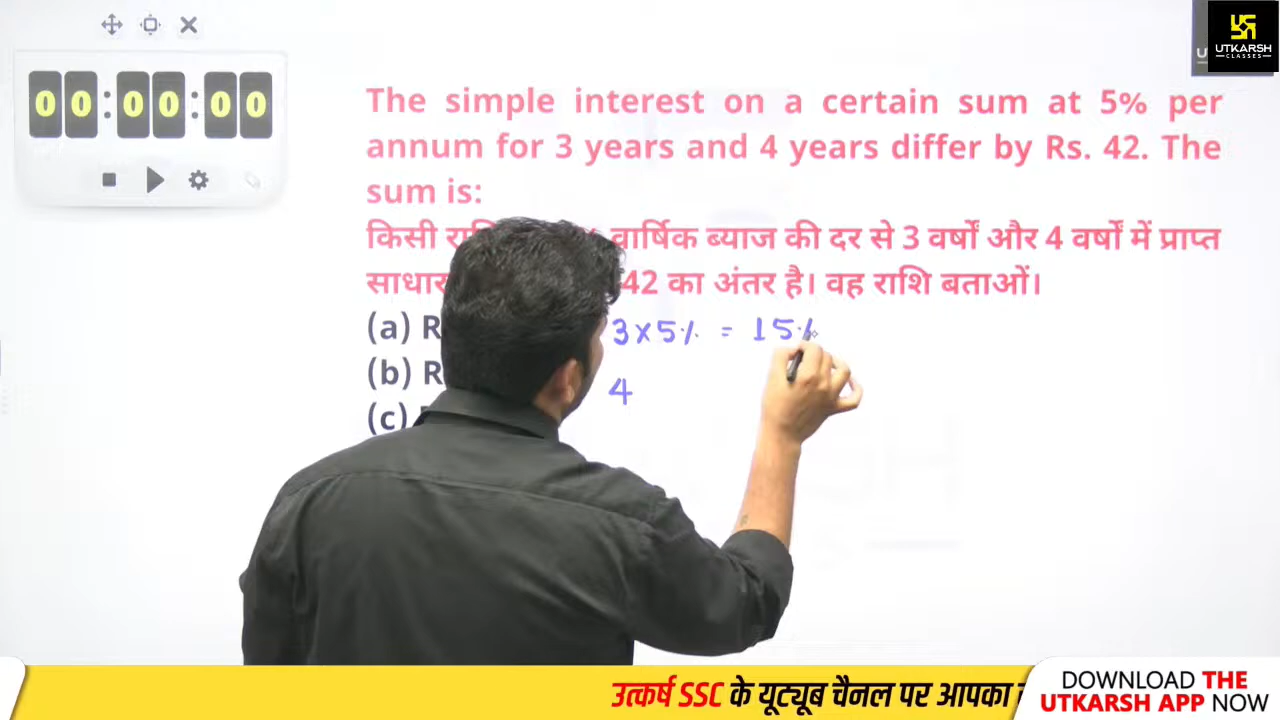 UTKARSH
CLASSES
00:00:00
The simple interest on a certain sum at 5% per
annum for 3 years and 4 years differ by Rs. 42. The
sum is:
किसी वार्षिक ब्याज की दर से 3 वर्षों और 4 वर्षों में प्राप्त
42 का अंतर है। वह राशि बताओं।
(a) R
3×5% = 15%
(b) R
4
(c)
उत्कर्ष SSC के यूट्यूब चैनल पर आपका
DOWNLOAD THE
UTKARSH APP NOW